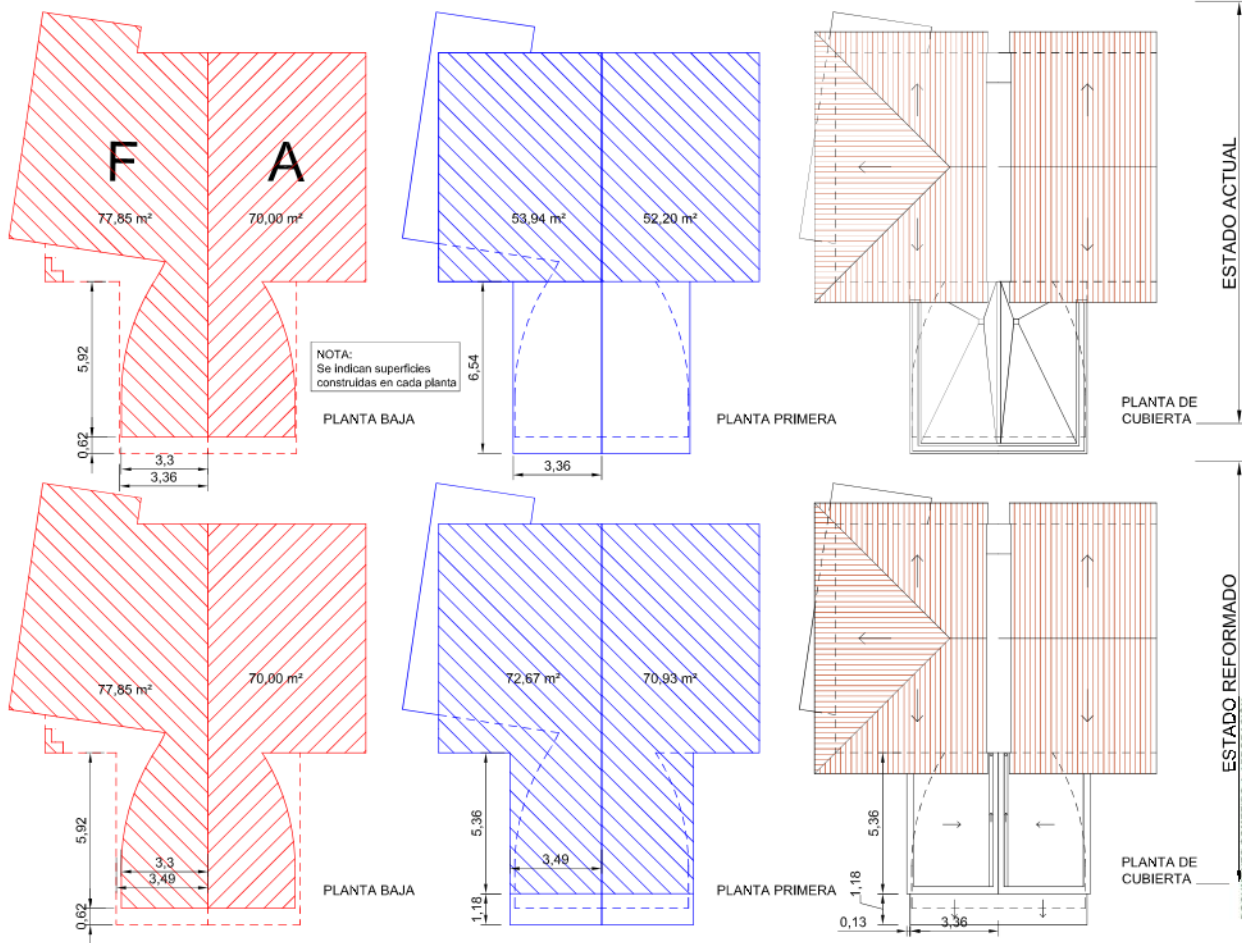 F
A
77,85 m²
70,00 m²
5,92
0,62
3,3
3,36
PLANTA BAJA
NOTA:
Se indican superficies
construidas en cada planta
53,94 m²
52,20 m²
6,54
3,36
PLANTA PRIMERA
PLANTA DE
CUBIERTA
ESTADO ACTUAL
77,85 m²
70,00 m²
5,92
0,62
3,3
3,49
PLANTA BAJA
72,67 m²
70,93 m²
5,36
1,18
3,49
PLANTA PRIMERA
5,36
1,18
0,13
3,36
PLANTA DE
CUBIERTA
ESTADO REFORMADO